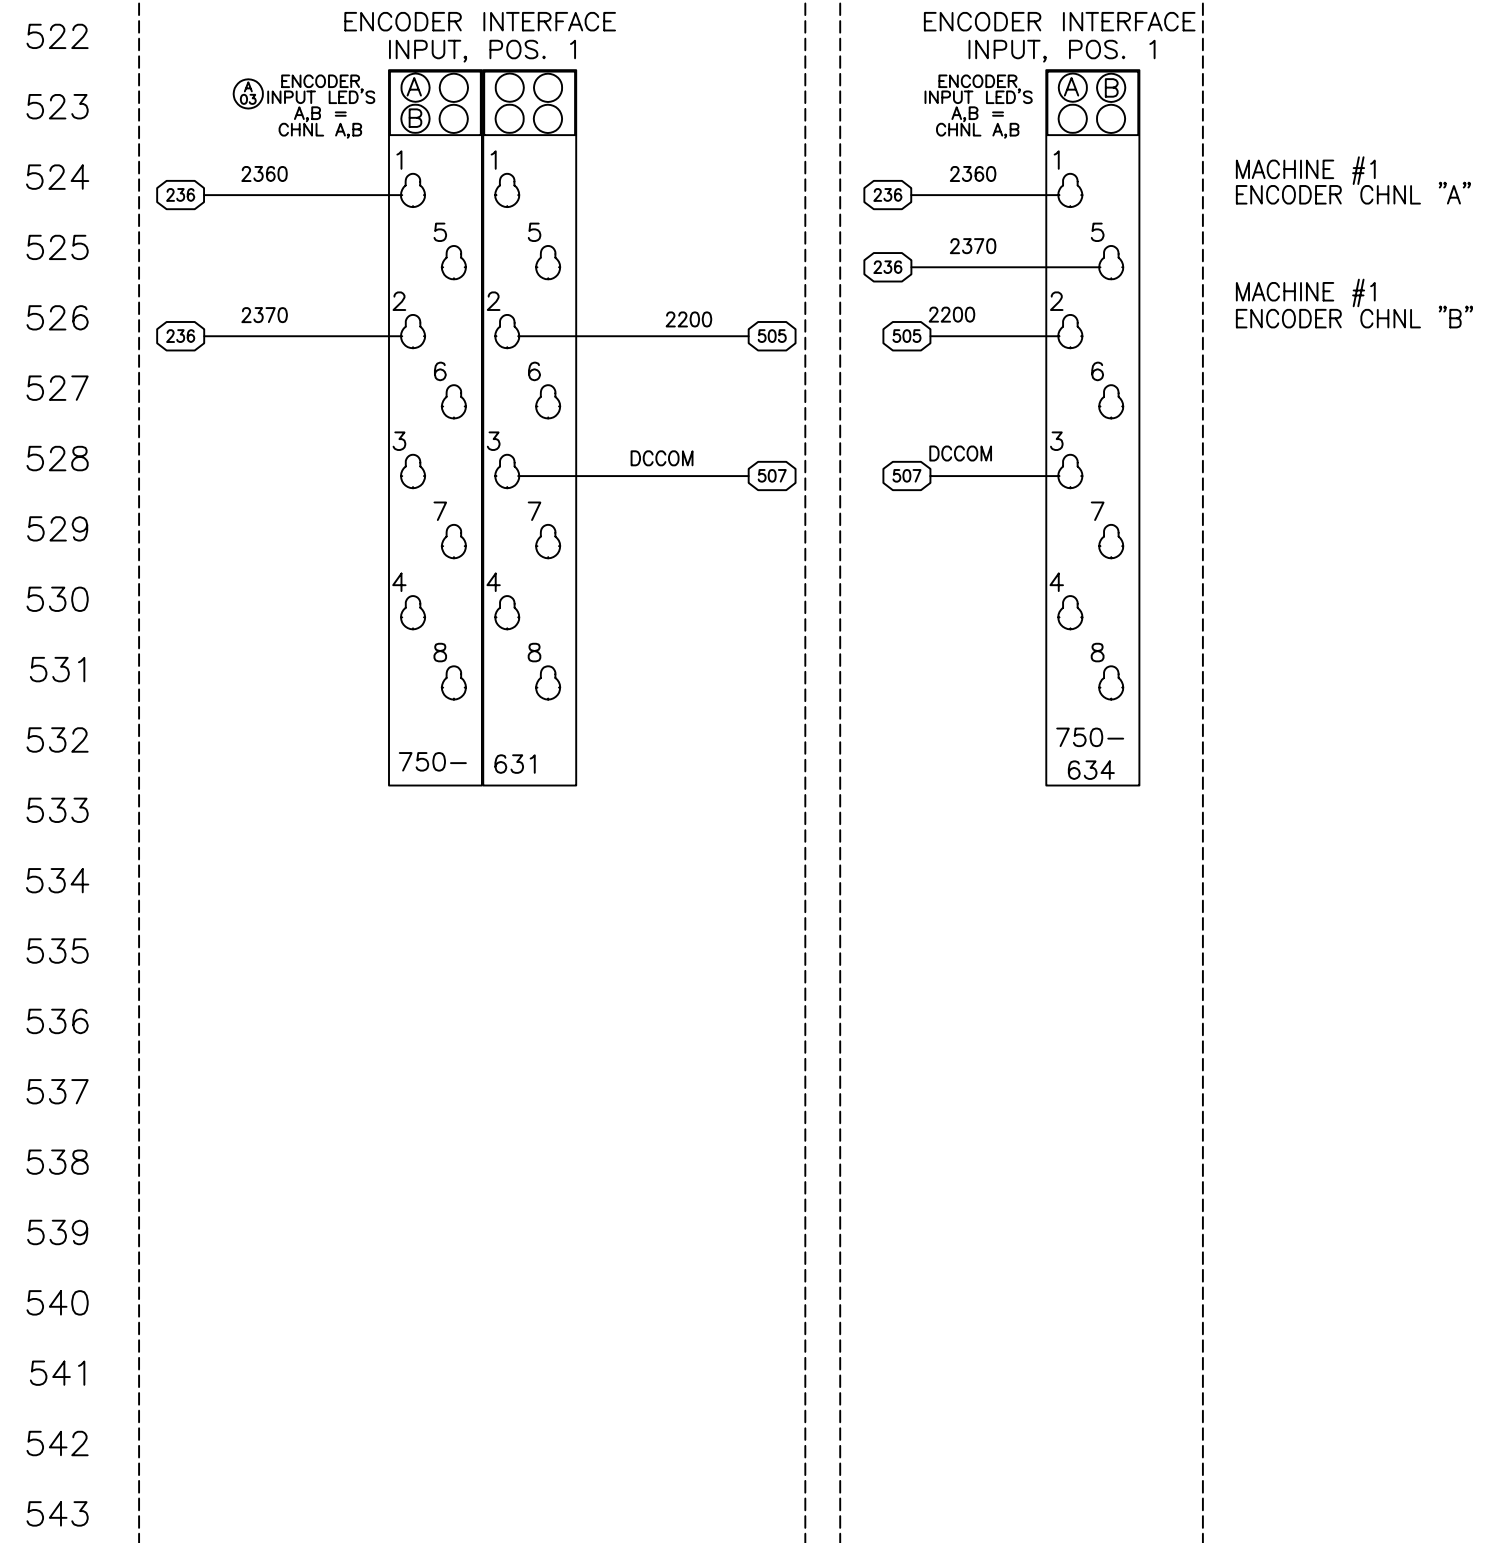 522
ENCODER INTERFACE
INPUT, POS. 1
ENCODER INTERFACE
INPUT, POS. 1
523
A
03
ENCODER
INPUT LED'S
A,B =
CHNL A,B
A
B
ENCODER
INPUT LED'S
A,B =
CHNL A,B
A B
524
236
2360
1
1
236
2360
1
MACHINE #1
ENCODER CHNL "A"
525
5
5
236
2370
5
526
236
2370
2
2
2200
505
505
2200
2
MACHINE #1
ENCODER CHNL "B"
527
6
6
6
528
3
3
DCCOM
507
507
DCCOM
3
529
7
7
7
530
4
4
4
531
8
8
8
532
750-
631
750-
634
533
534
535
536
537
538
539
540
541
542
543